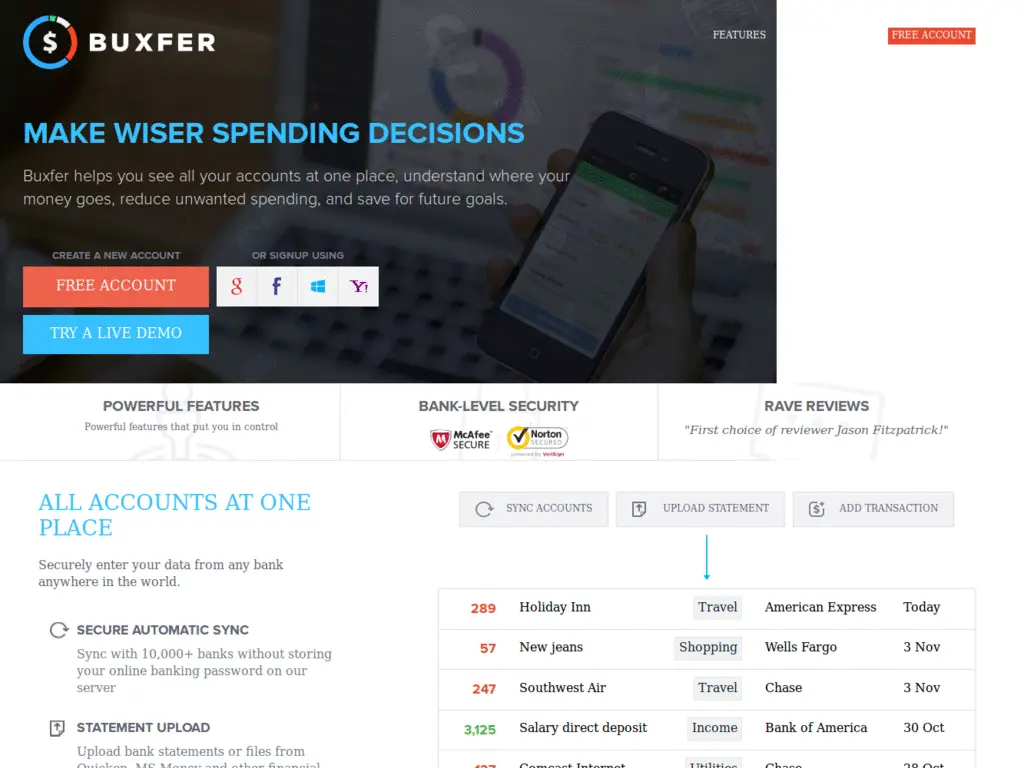 $ BUXFER
FEATURES
FREE ACCOUNT
MAKE WISER SPENDING DECISIONS
Buxfer helps you see all your accounts at one place, understand where your
money goes, reduce unwanted spending, and save for future goals.
CREATE A NEW ACCOUNT
OR SIGNUP USING
FREE ACCOUNT
g f Y!
TRY A LIVE DEMO
POWERFUL FEATURES
Powerful features that put you in control
BANK-LEVEL SECURITY
McAfee
SECURE
Norton
SECURED
powered by VeriSign
RAVE REVIEWS
"First choice of reviewer Jason Fitzpatrick!"
ALL ACCOUNTS AT ONE
PLACE
Securely enter your data from any bank
anywhere in the world.
SECURE AUTOMATIC SYNC
Sync with 10,000+ banks without storing
your online banking password on our
server
STATEMENT UPLOAD
Upload bank statements or files from
Quicken, MS Money and other financial
SYNC ACCOUNTS
UPLOAD STATEMENT
ADD TRANSACTION
289 Holiday Inn Travel American Express Today
57 New jeans Shopping Wells Fargo 3 Nov
247 Southwest Air Travel Chase 3 Nov
3,125 Salary direct deposit Income Bank of America 30 Oct
127 Comcast Internet Utilities Chase 28 Oct